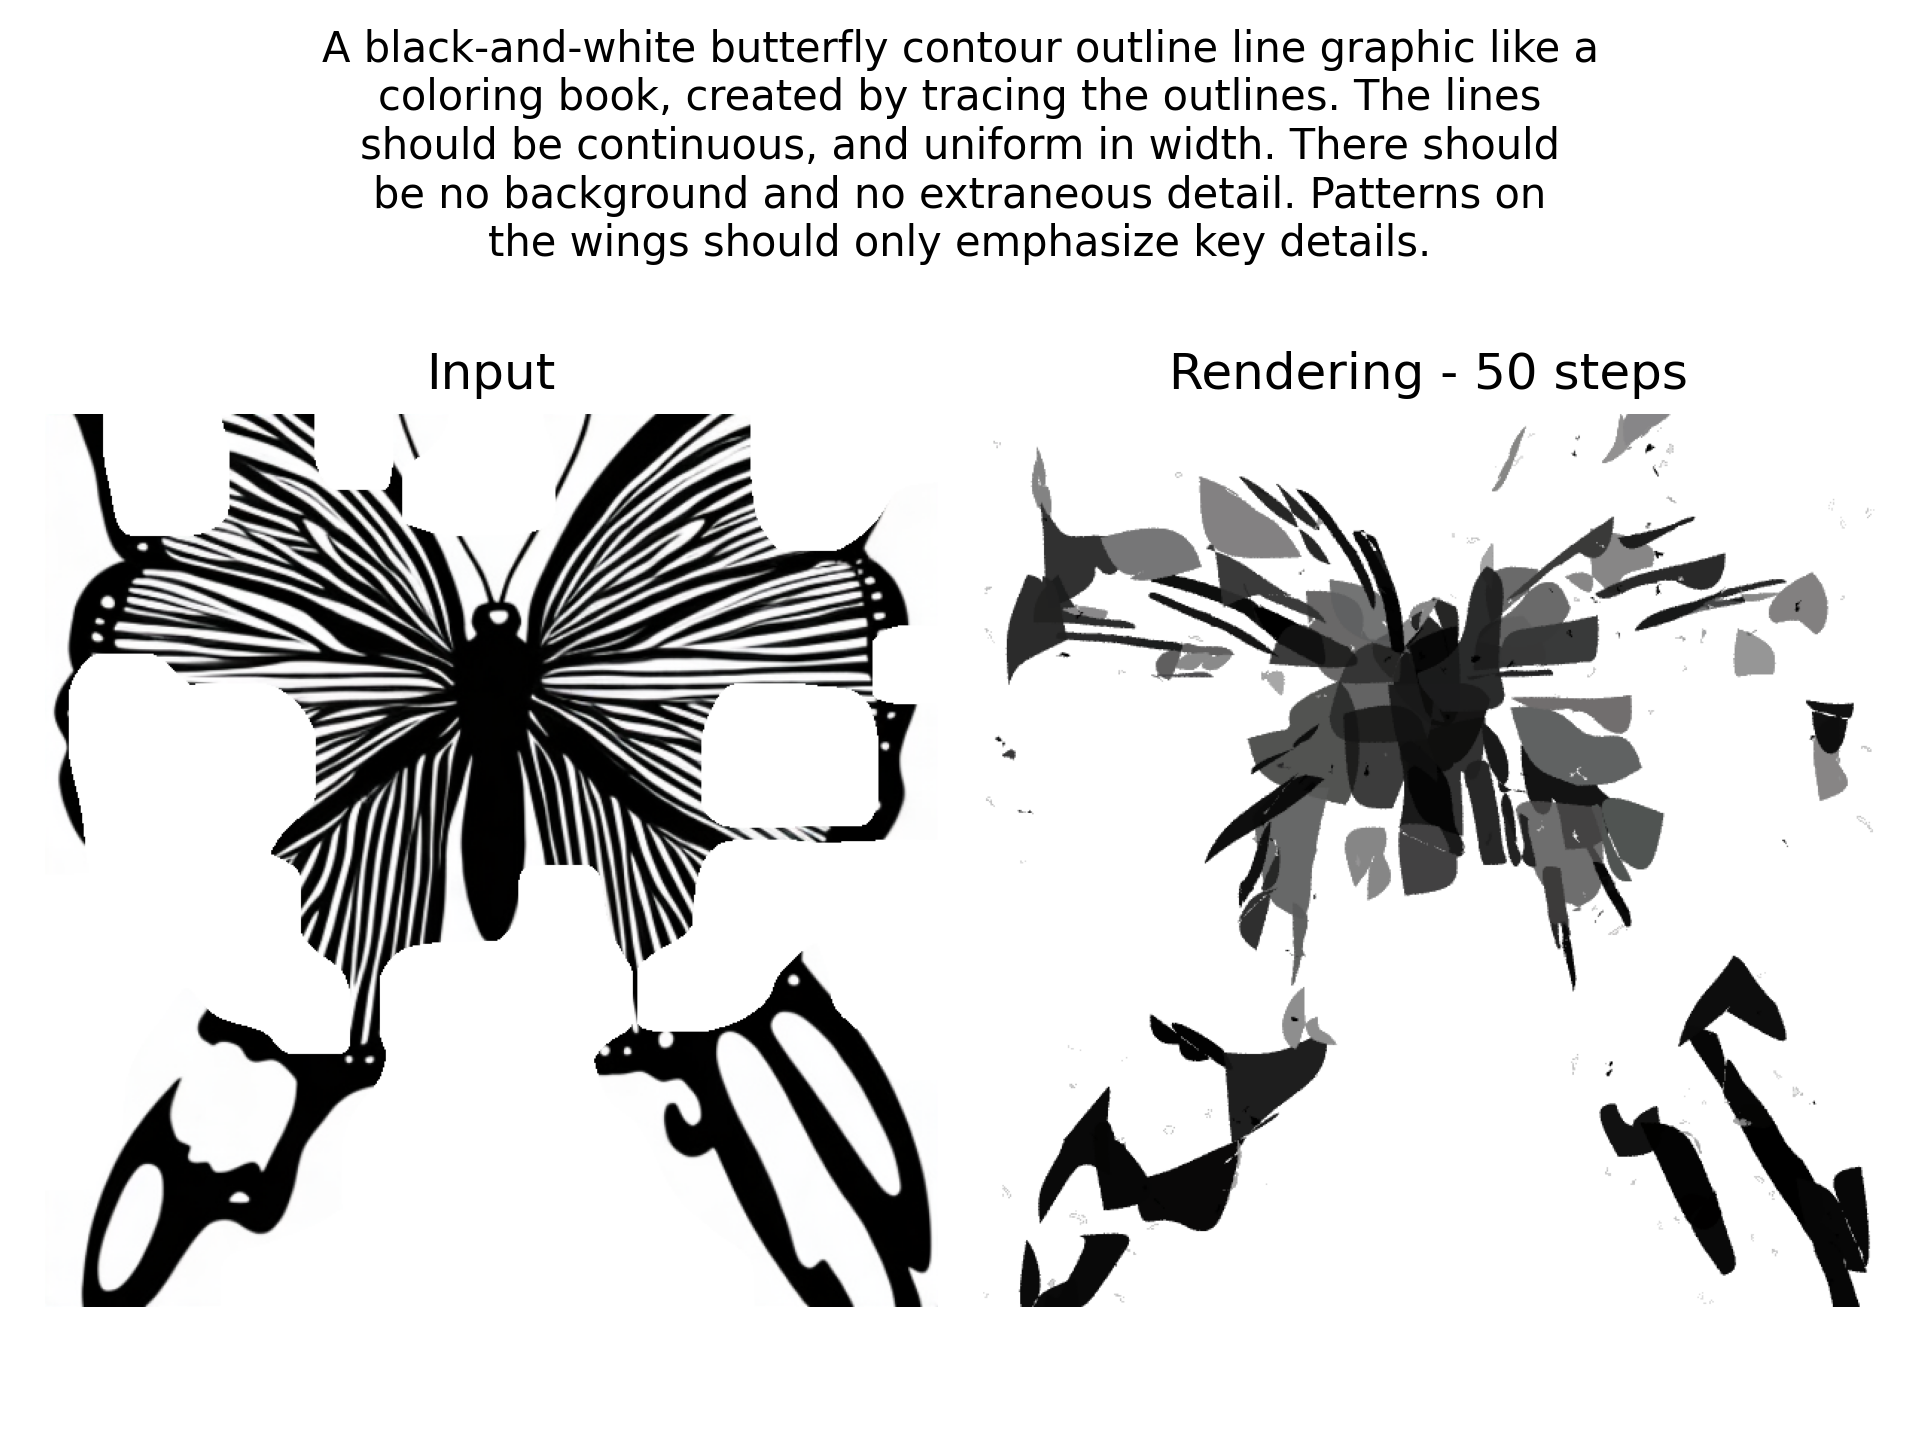 A black-and-white butterfly contour outline line graphic like a
coloring book, created by tracing the outlines. The lines
should be continuous, and uniform in width. There should
be no background and no extraneous detail. Patterns on
the wings should only emphasize key details.
Input
Rendering - 50 steps